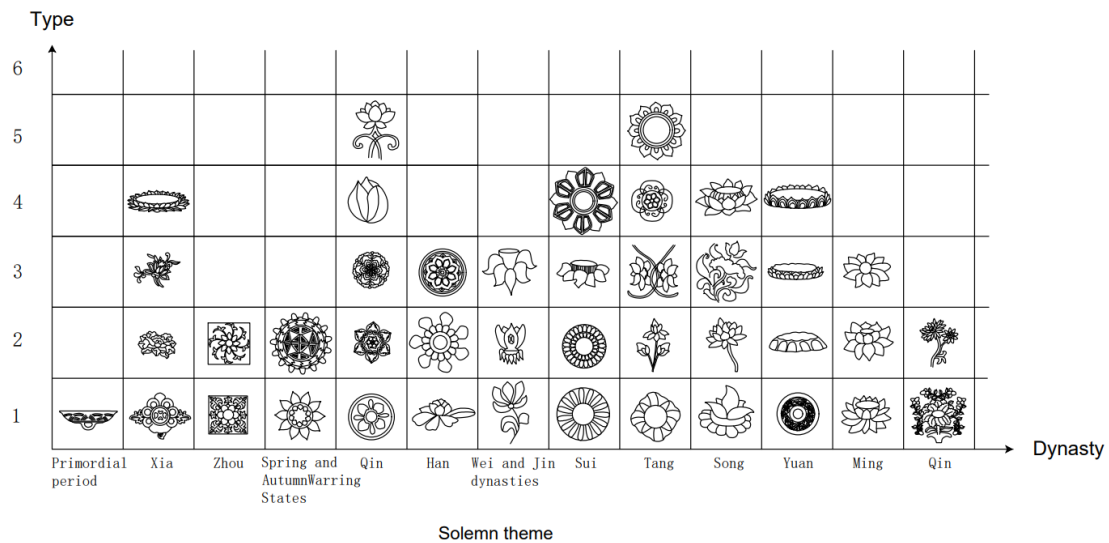 Type
6
5
4
3
2
1
Primordial
period
Xia
Zhou
Spring and
AutumnWarring
States
Qin
Han
Wei and Jin
dynasties
Sui
Tang
Song
Yuan
Ming
Qin
Dynasty
Solemn theme